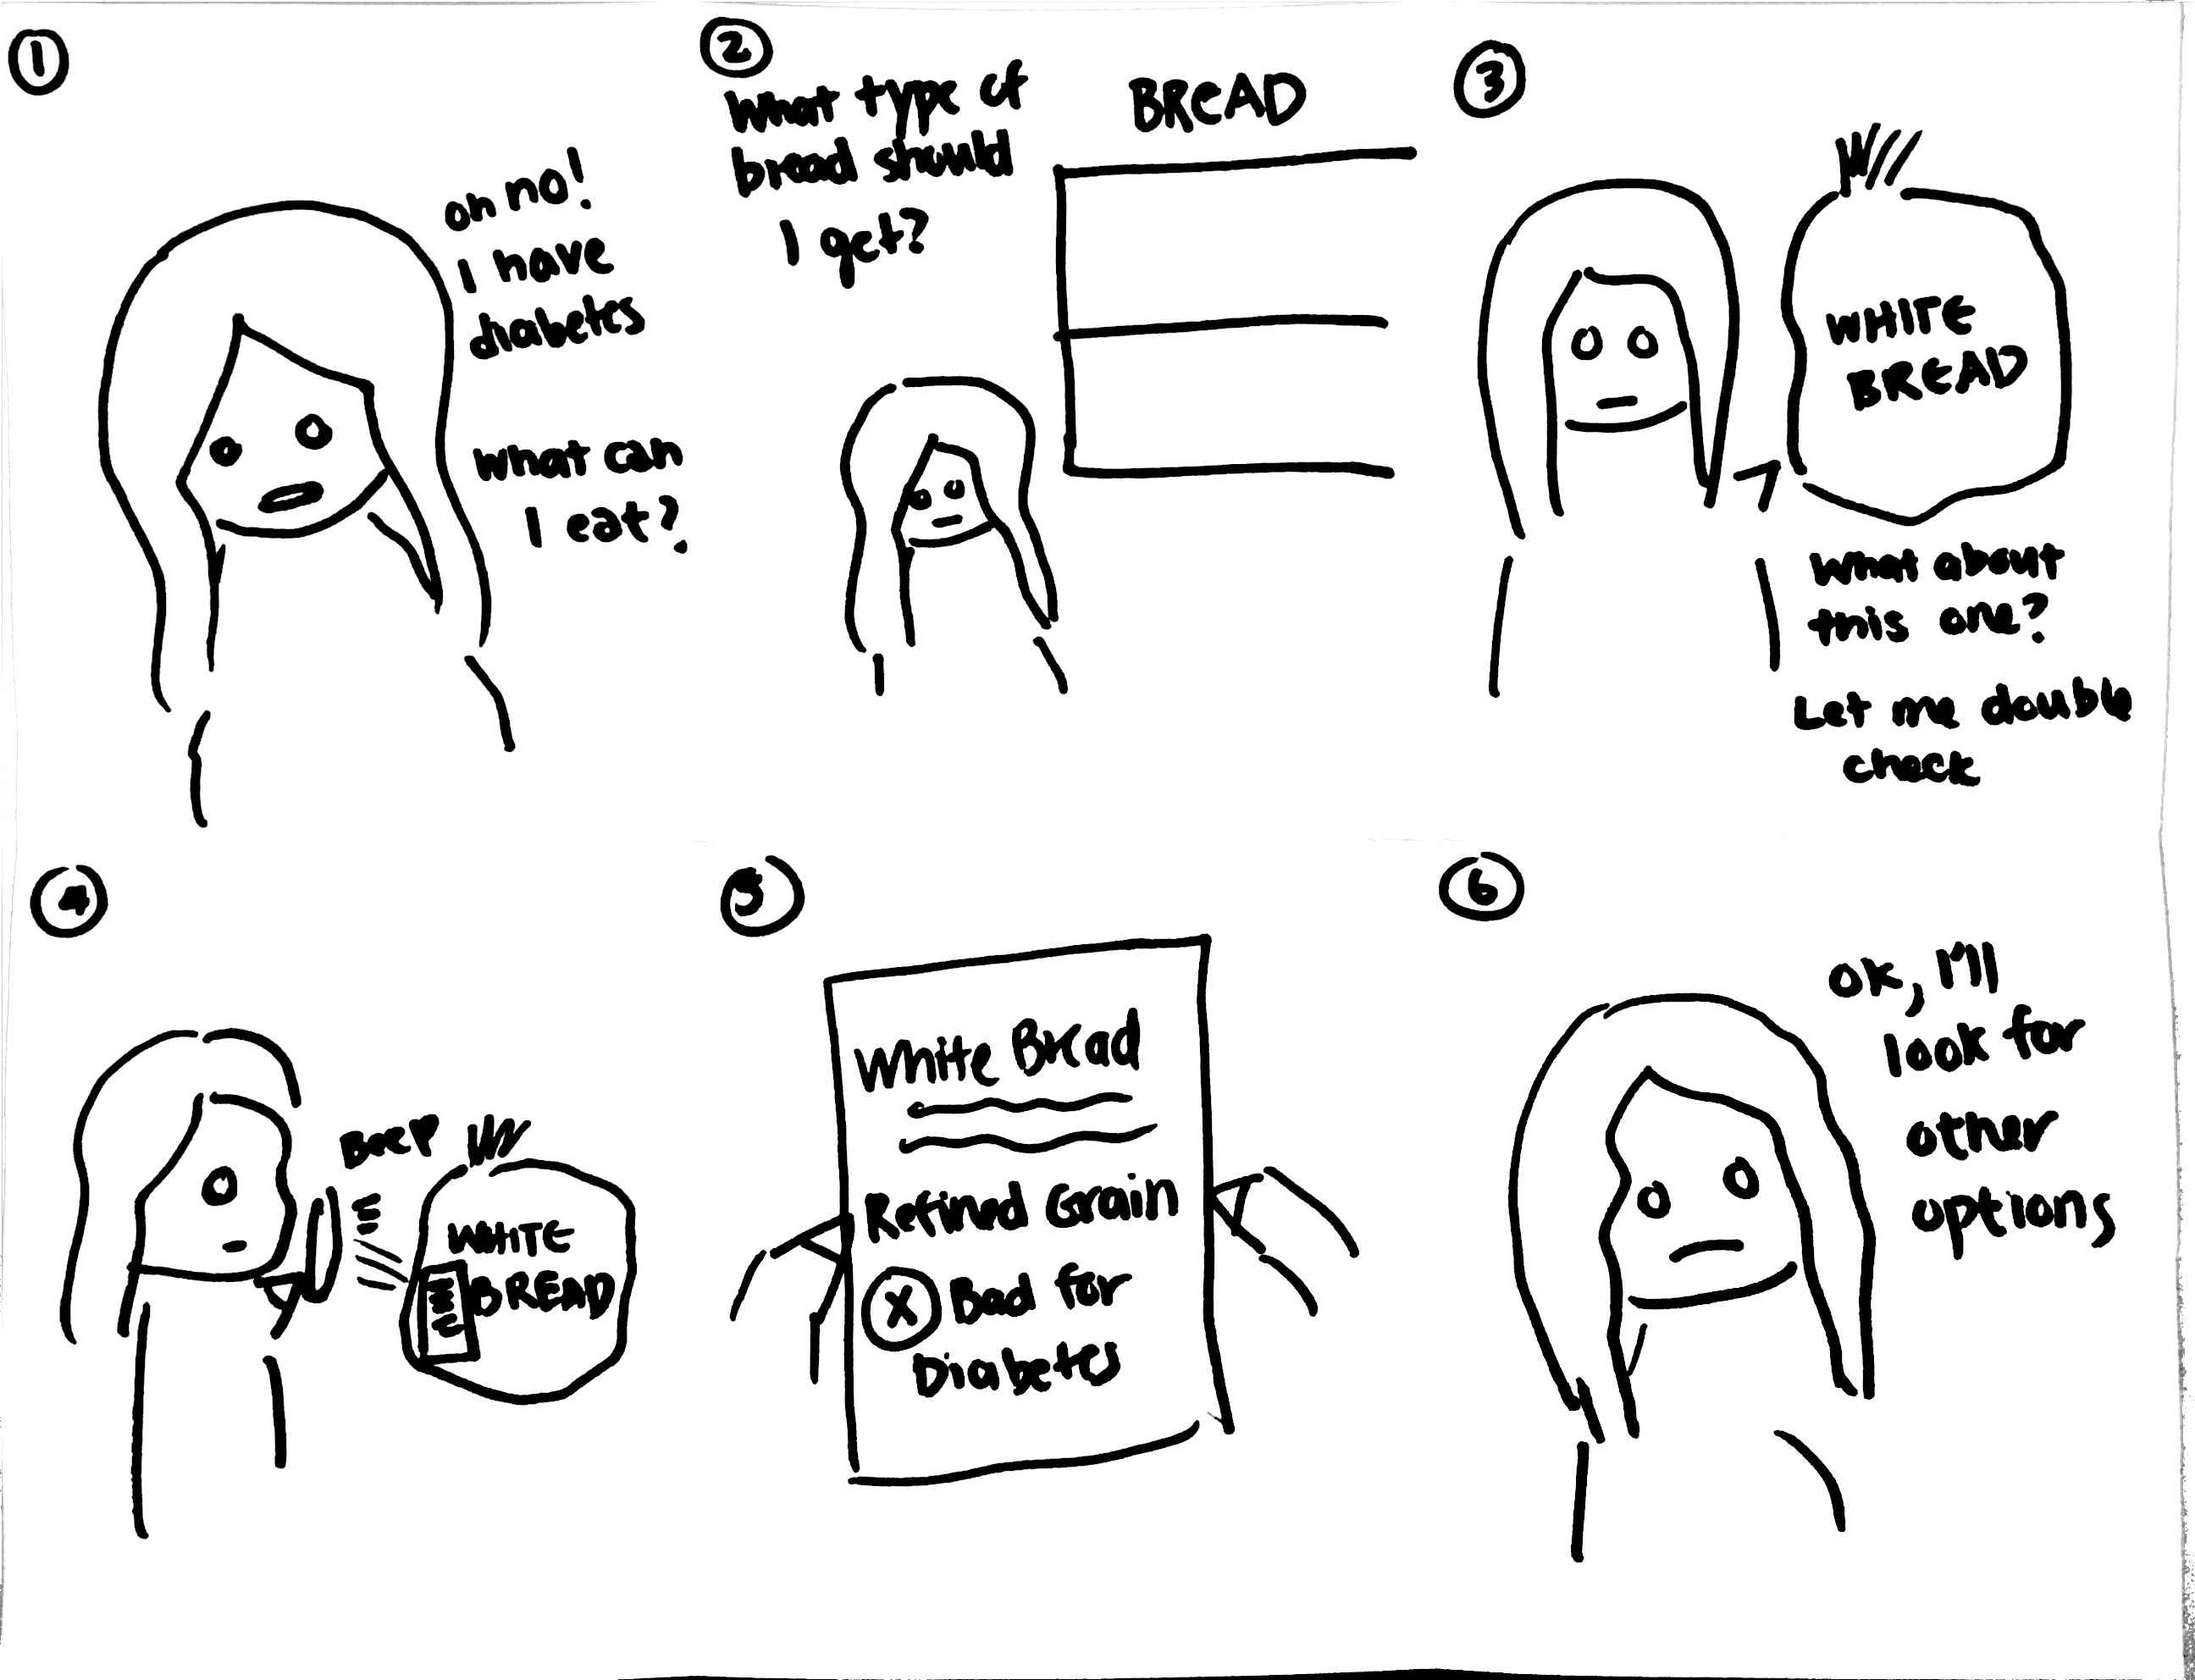 1
oh no!
I have
diabetes
What can
I eat?
2
What type of
bread should
I get?
BREAD
3
WHITE
BREAD
What about
this one?
Let me double
check
4
BEEP
WHITE
BREAD
5
White Bread
Refined Grain
X Bad for
Diabetes
6
OK, I'll
look for
other
options